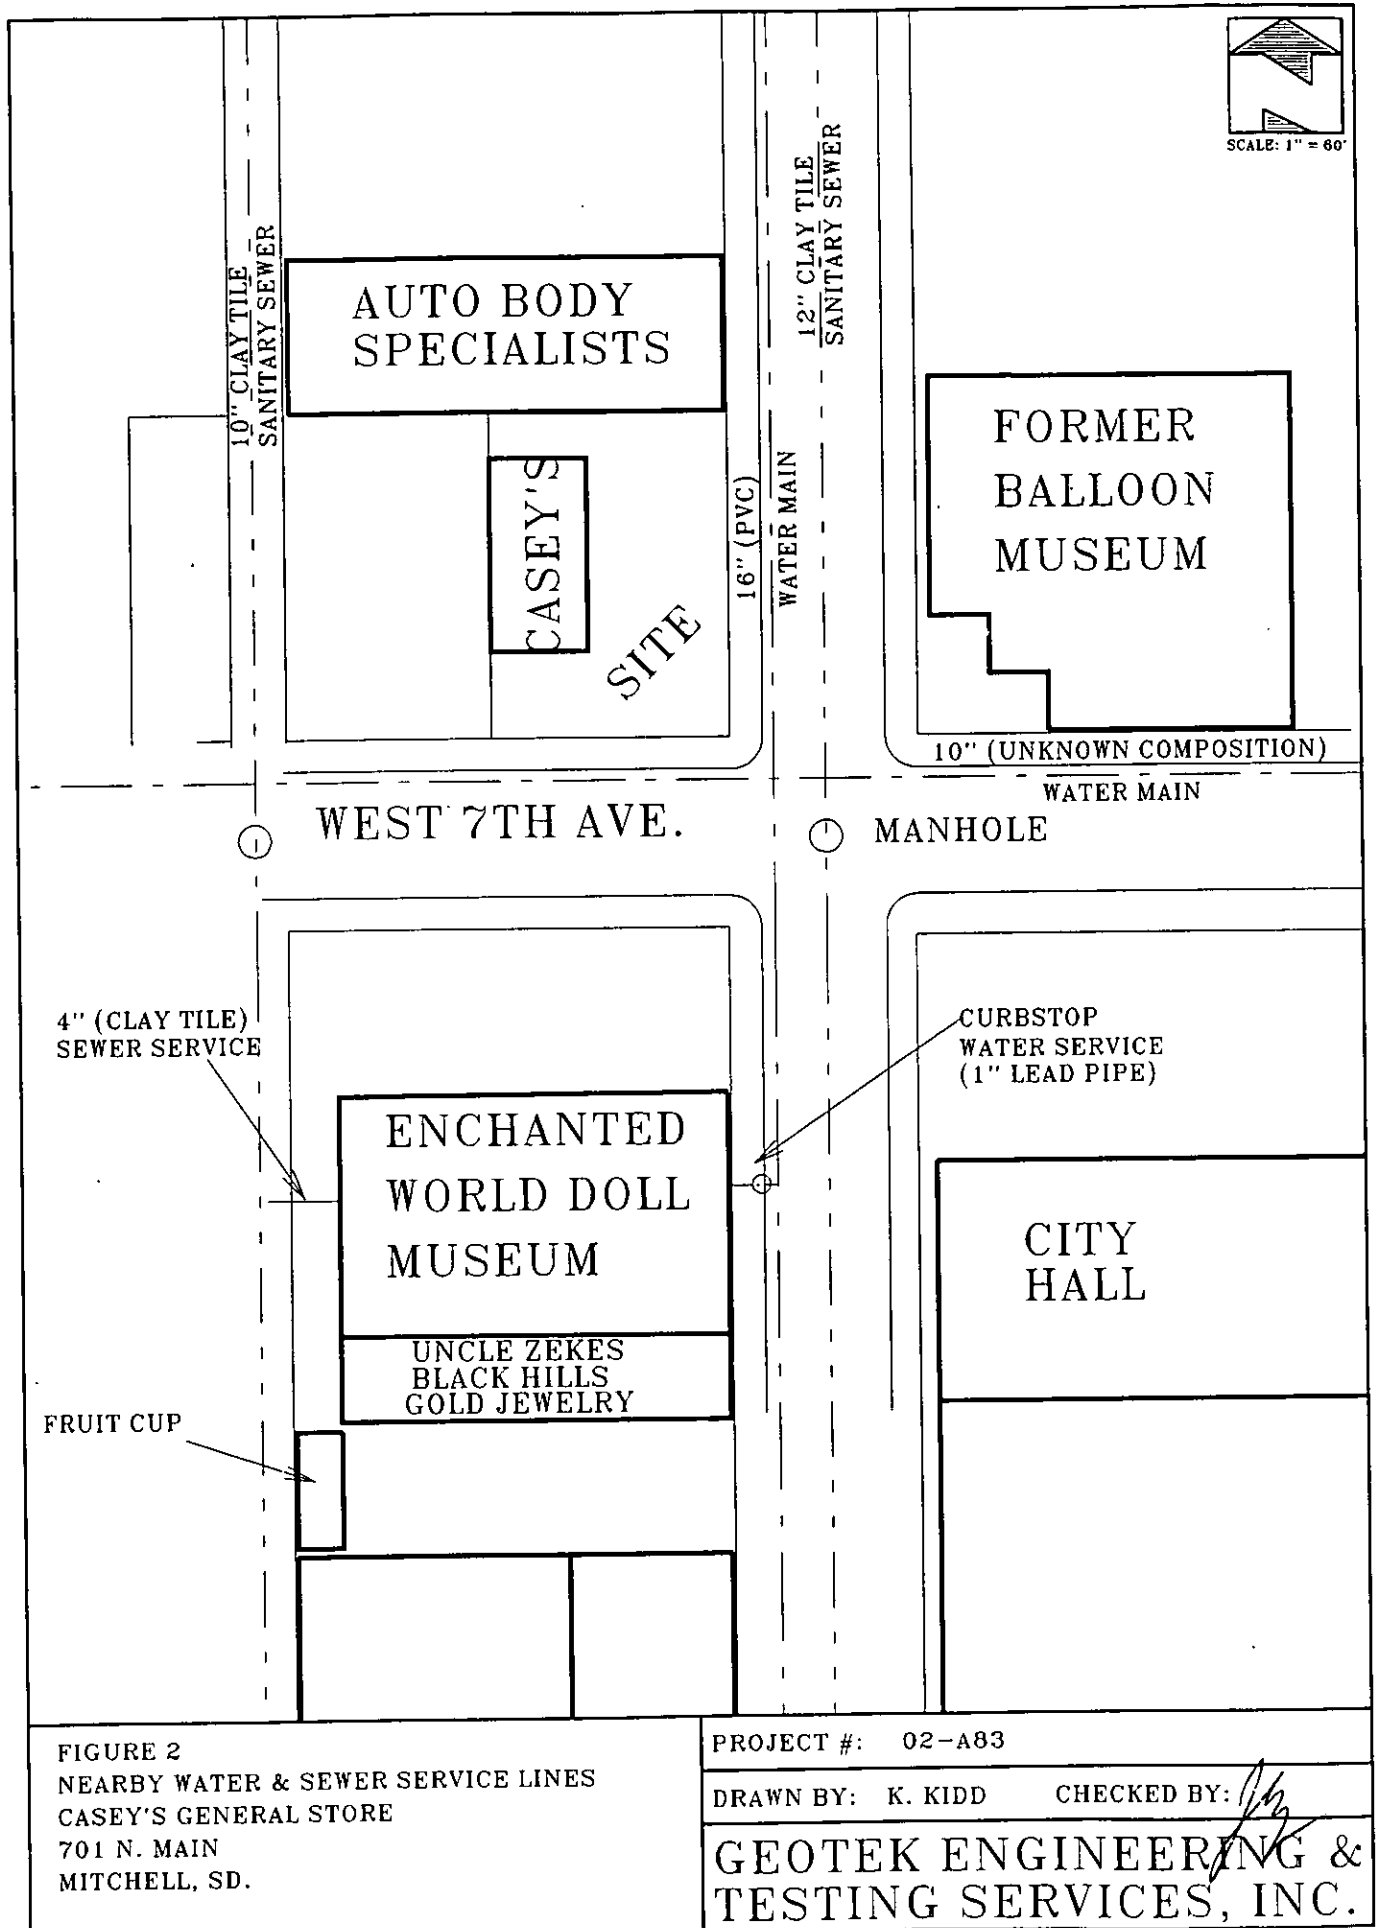 SCALE: 1" = 60'
10" CLAY TILE
SANITARY SEWER
AUTO BODY
SPECIALISTS
12" CLAY TILE
SANITARY SEWER
CASEY'S
SITE
16" (PVC)
WATER MAIN
FORMER
BALLOON
MUSEUM
10" (UNKNOWN COMPOSITION)
WATER MAIN
WEST 7TH AVE.
MANHOLE
4" (CLAY TILE)
SEWER SERVICE
CURBSTOP
WATER SERVICE
(1" LEAD PIPE)
ENCHANTED
WORLD DOLL
MUSEUM
CITY
HALL
UNCLE ZEKES
BLACK HILLS
GOLD JEWELRY
FRUIT CUP
FIGURE 2
NEARBY WATER & SEWER SERVICE LINES
CASEY'S GENERAL STORE
701 N. MAIN
MITCHELL, SD.
PROJECT #: 02-A83
DRAWN BY: K. KIDD CHECKED BY:
GEOTEK ENGINEERING &
TESTING SERVICES, INC.